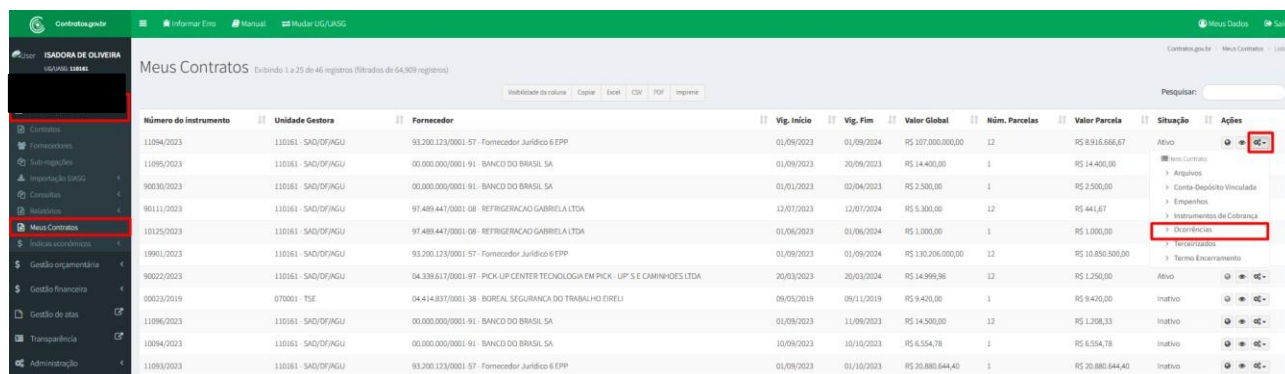 Contratos.gov.br
Informar Erro Manual Mudar UG/UASG
Meus Dados Sair
User ISADORA DE OLIVEIRA
UG/UASG: 110161
Contratos.gov.br Meus Contratos
Meus Contratos Exibindo 1 a 25 de 46 registros (filtrados de 64,909 registros)
Visibilidade da coluna Copiar Excel CSV PDF Imprimir
Pesquisar:
Contratos
Fornecedores
Sub-rogações
Importação SIASG
Consultas
Relatórios
Meus Contratos
Índices econômicos
Gestão orçamentária
Gestão financeira
Gestão de atas
Transparência
Administração
Número do instrumento Unidade Gestora Fornecedor Vig. Início Vig. Fim Valor Global Núm. Parcelas Valor Parcela Situação Ações
11094/2023 110161 - SAD/DF/AGU 93.200.123/0001-57 - Fornecedor Jurídico 6 EPP 01/09/2023 01/09/2024 R$ 107.000.000,00 12 R$ 8.916.666,67 Ativo
11095/2023 110161 - SAD/DF/AGU 00.000.000/0001-91 - BANCO DO BRASIL SA 01/09/2023 20/09/2023 R$ 14.400,00 1 R$ 14.400,00
90030/2023 110161 - SAD/DF/AGU 00.000.000/0001-91 - BANCO DO BRASIL SA 01/01/2023 02/04/2023 R$ 2.500,00 1 R$ 2.500,00
90111/2023 110161 - SAD/DF/AGU 97.489.447/0001-08 - REFRIGERACAO GABRIELA LTDA 12/07/2023 12/07/2024 R$ 5.300,00 12 R$ 441,67
10125/2023 110161 - SAD/DF/AGU 97.489.447/0001-08 - REFRIGERACAO GABRIELA LTDA 01/06/2023 01/06/2023 R$ 1.000,00 1 R$ 1.000,00
19901/2023 110161 - SAD/DF/AGU 93.200.123/0001-57 - Fornecedor Jurídico 6 EPP 01/09/2023 01/09/2024 R$ 130.206.000,00 12 R$ 10.850.500,00
90022/2023 110161 - SAD/DF/AGU 04.339.617/0001-97 - PICK-UP CENTER TECNOLOGIA EM PICK - UP' S E CAMINHOES LTDA 20/03/2023 20/03/2024 R$ 14.999,96 12 R$ 1.250,00 Ativo
00023/2019 070001 - TSE 04.414.837/0001-38 - BOREAL SEGURANCA DO TRABALHO EIRELI 09/05/2019 09/11/2019 R$ 9.420,00 1 R$ 9.420,00 Inativo
11096/2023 110161 - SAD/DF/AGU 00.000.000/0001-91 - BANCO DO BRASIL SA 01/09/2023 11/09/2023 R$ 14.500,00 12 R$ 1.208,33 Inativo
10094/2023 110161 - SAD/DF/AGU 00.000.000/0001-91 - BANCO DO BRASIL SA 10/09/2023 10/10/2023 R$ 6.554,78 1 R$ 6.554,78 Inativo
11093/2023 110161 - SAD/DF/AGU 93.200.123/0001-57 - Fornecedor Jurídico 6 EPP 01/09/2023 01/10/2023 R$ 20.880.644,40 1 R$ 20.880.644,40 Inativo
Itens Contrato:
Arquivos
Conta-Depósito Vinculada
Empenhos
Instrumentos de Cobrança
Ocorrências
Terceirizados
Termo Encerramento